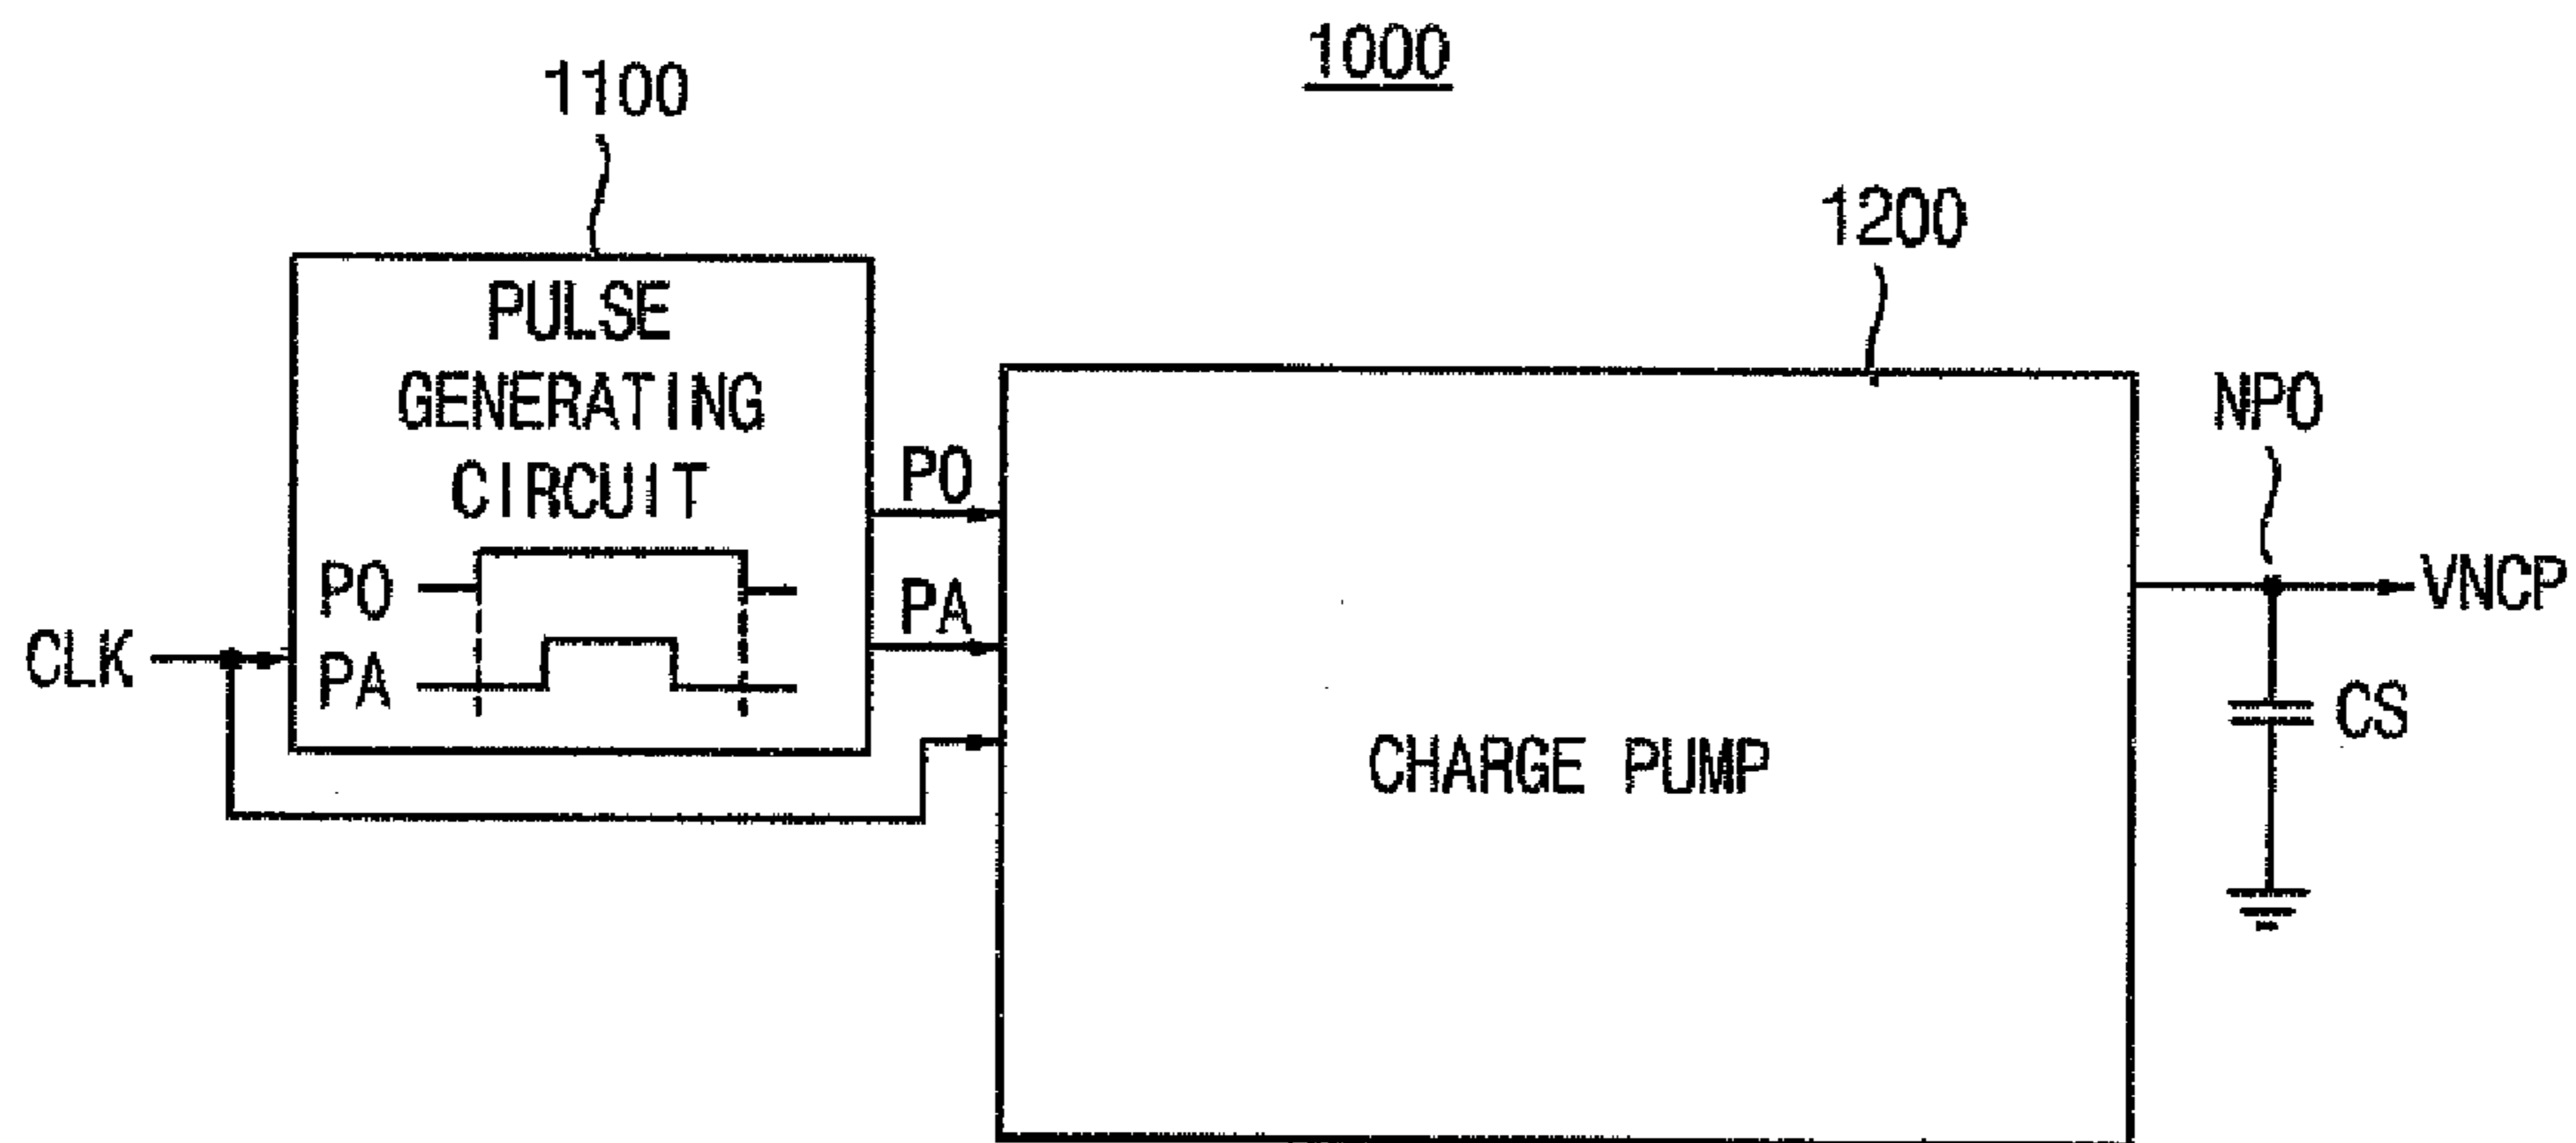 1000
1100
1200
PULSE
GENERATING
CIRCUIT
PO
PA
CLK
PO
PA
CHARGE PUMP
NPO
VNCP
CS